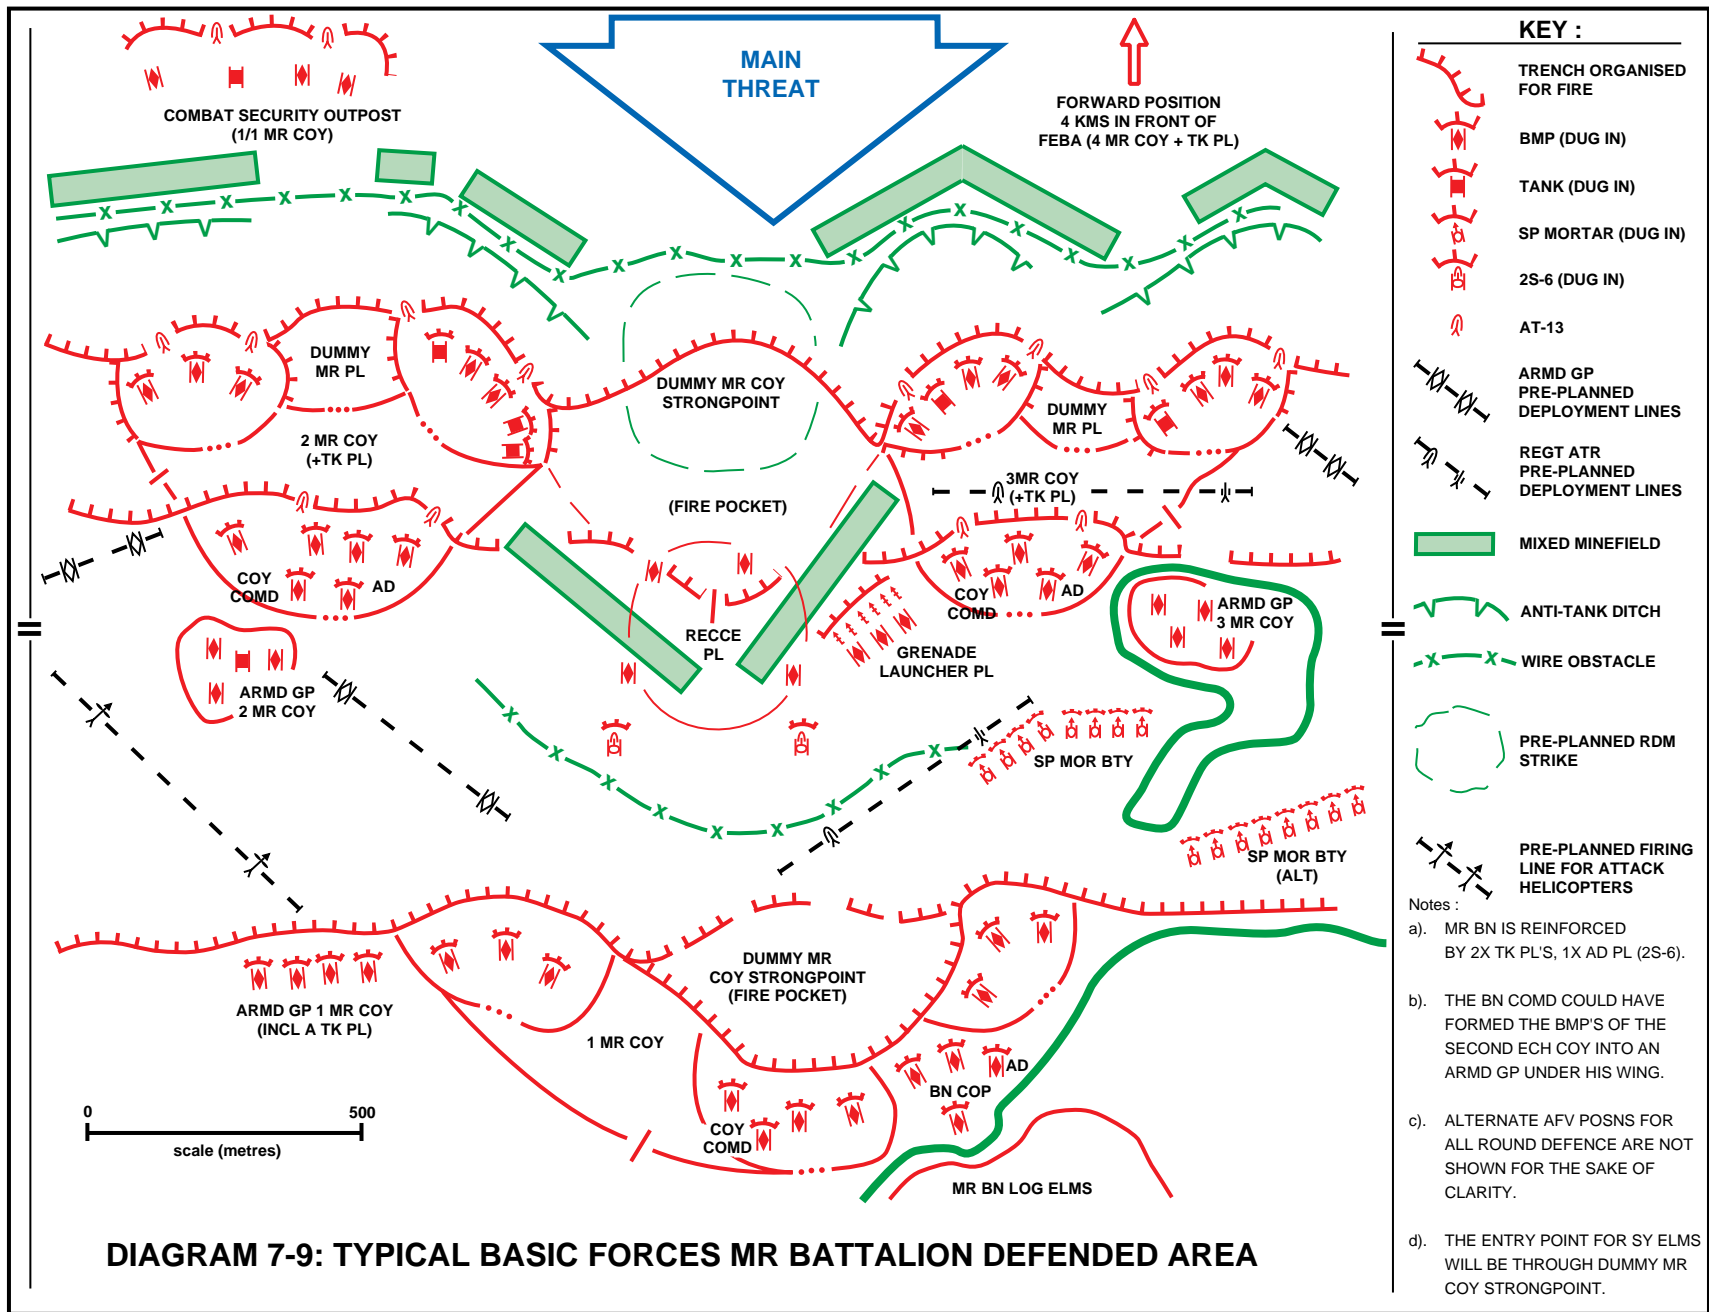 MAIN
THREAT
COMBAT SECURITY OUTPOST
(1/1 MR COY)
FORWARD POSITION
4 KMS IN FRONT OF
FEBA (4 MR COY + TK PL)
X X X X X X X X X X X X X X X X X X
DUMMY
MR PL
2 MR COY
(+TK PL)
DUMMY MR COY
STRONGPOINT
(FIRE POCKET)
DUMMY
MR PL
3MR COY
(+TK PL)
COY
COMD
AD
RECCE
PL
COY
COMD
AD
GRENADE
LAUNCHER PL
ARMD GP
3 MR COY
ARMD GP
2 MR COY
X X X X X X X X X
SP MOR BTY
SP MOR BTY
(ALT)
ARMD GP 1 MR COY
(INCL A TK PL)
DUMMY MR
COY STRONGPOINT
(FIRE POCKET)
1 MR COY
COY
COMD
BN COP
AD
MR BN LOG ELMS
0 500
scale (metres)
DIAGRAM 7-9: TYPICAL BASIC FORCES MR BATTALION DEFENDED AREA
KEY :
TRENCH ORGANISED
FOR FIRE
BMP (DUG IN)
TANK (DUG IN)
SP MORTAR (DUG IN)
2S-6 (DUG IN)
AT-13
ARMD GP
PRE-PLANNED
DEPLOYMENT LINES
REGT ATR
PRE-PLANNED
DEPLOYMENT LINES
MIXED MINEFIELD
ANTI-TANK DITCH
X X WIRE OBSTACLE
PRE-PLANNED RDM
STRIKE
PRE-PLANNED FIRING
LINE FOR ATTACK
HELICOPTERS
Notes :
a). MR BN IS REINFORCED
BY 2X TK PL'S, 1X AD PL (2S-6).
b). THE BN COMD COULD HAVE
FORMED THE BMP'S OF THE
SECOND ECH COY INTO AN
ARMD GP UNDER HIS WING.
c). ALTERNATE AFV POSNS FOR
ALL ROUND DEFENCE ARE NOT
SHOWN FOR THE SAKE OF
CLARITY.
d). THE ENTRY POINT FOR SY ELMS
WILL BE THROUGH DUMMY MR
COY STRONGPOINT.